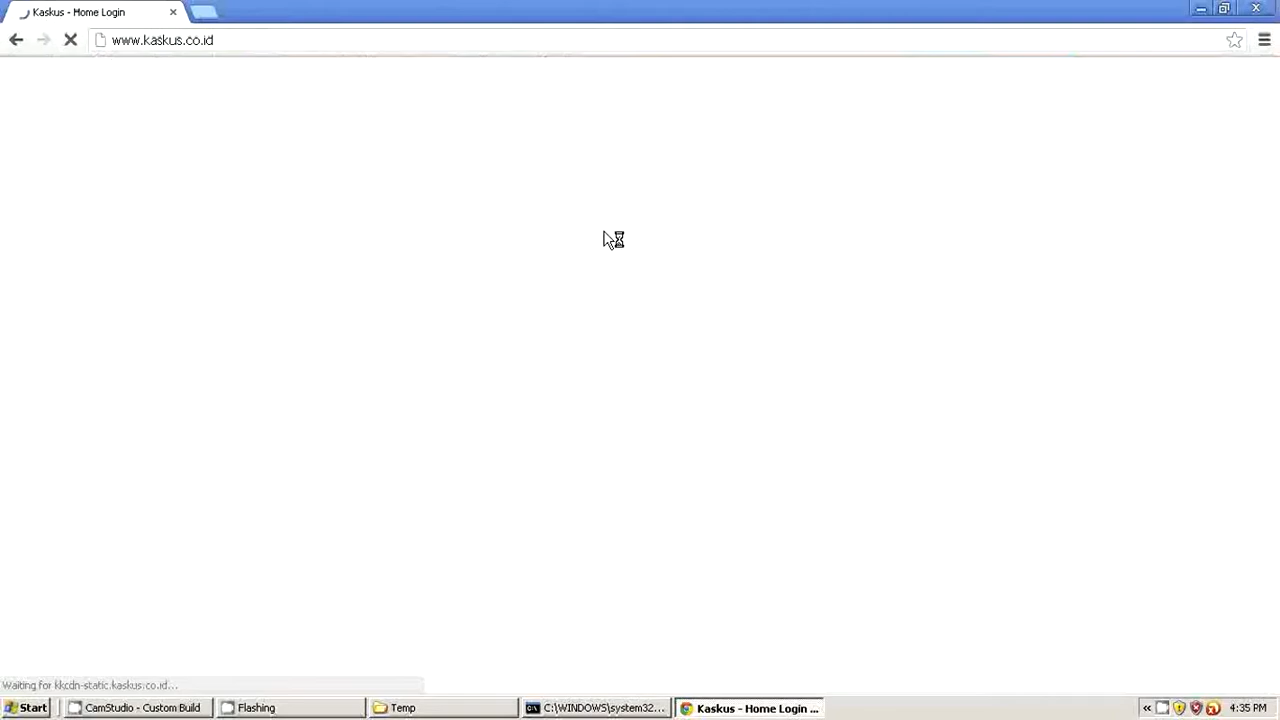 Kaskus - Home Login
www.kaskus.co.id
Waiting for kkcdn-static.kaskus.co.id...
Start
CamStudio - Custom Build
Flashing
Temp
C:\WINDOWS\system32...
Kaskus - Home Login ...
4:35 PM